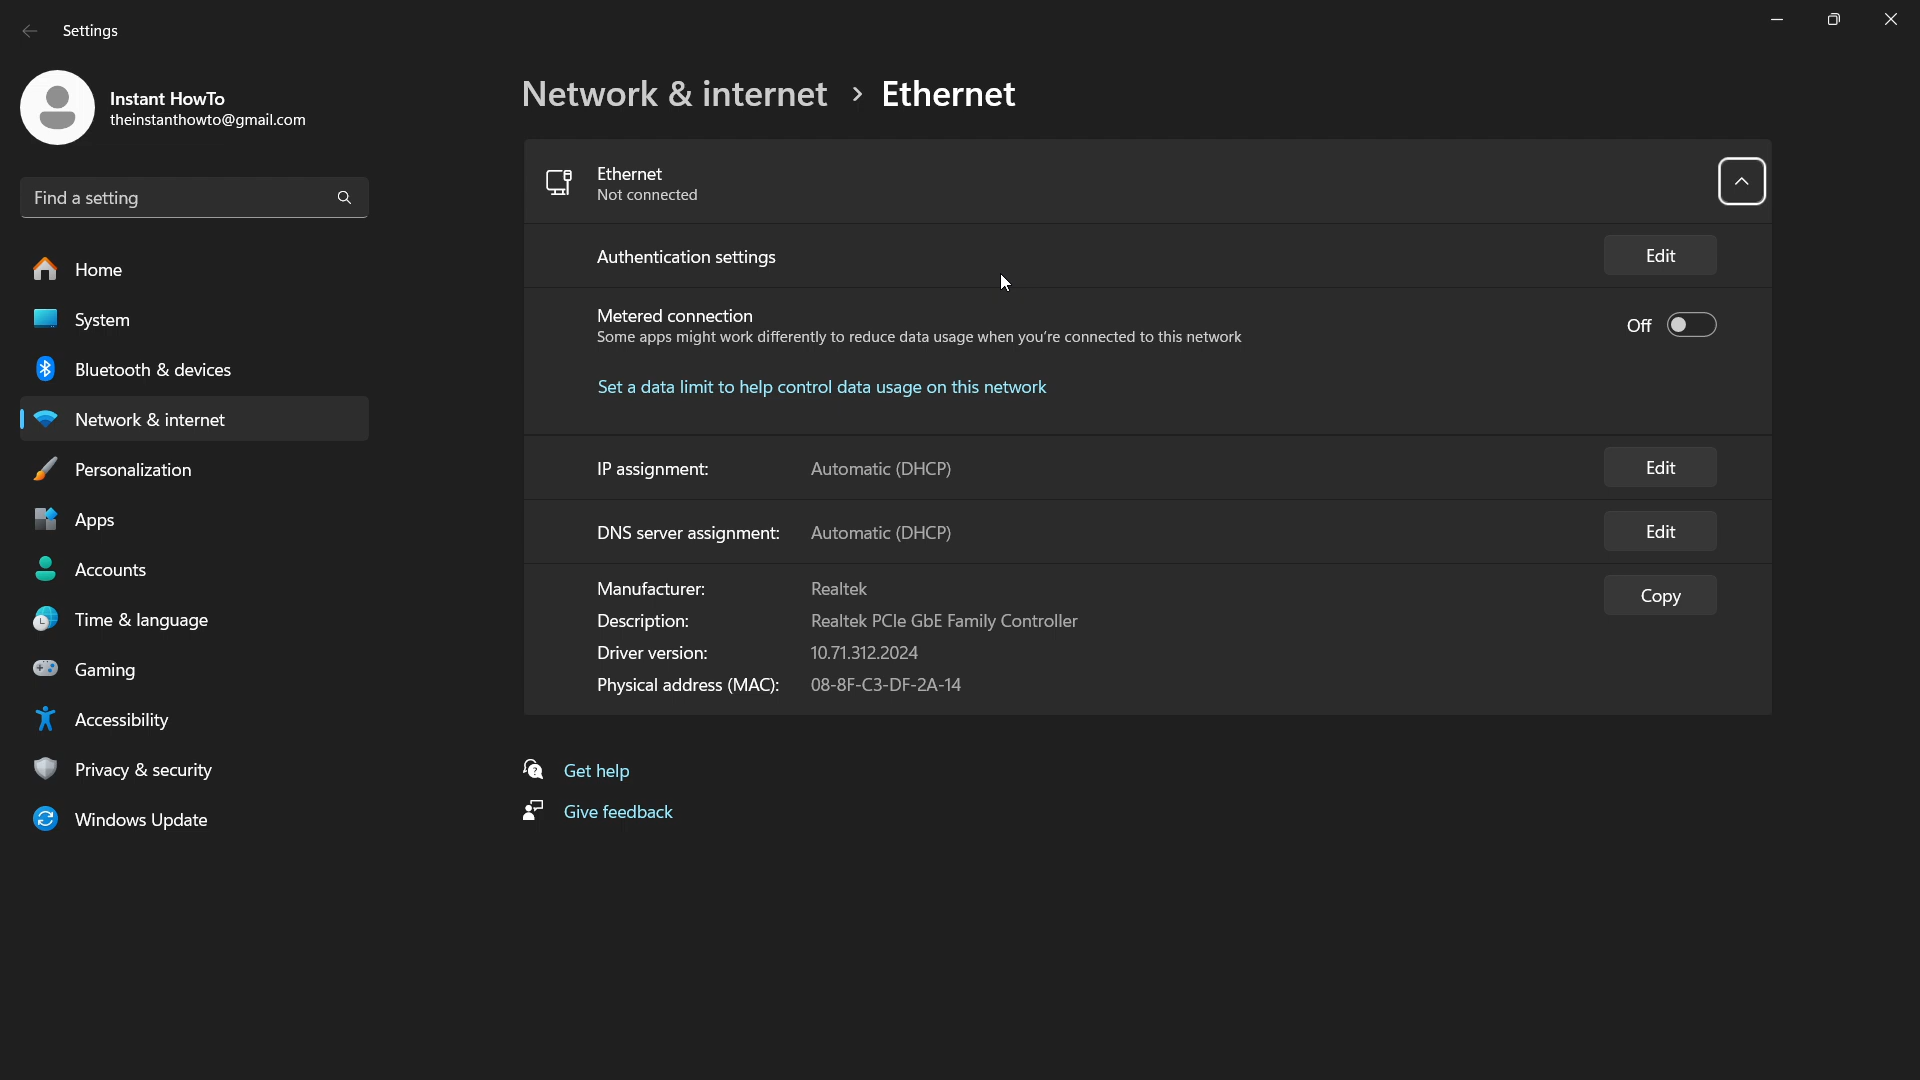 Settings
Instant HowTo
theinstanthowto@gmail.com
Find a setting
Home
System
Bluetooth & devices
Network & internet
Personalization
Apps
Accounts
Time & language
Gaming
Accessibility
Privacy & security
Windows Update
Network & internet > Ethernet
Ethernet
Not connected
Authentication settings Edit
Metered connection
Some apps might work differently to reduce data usage when you're connected to this network
Off
Set a data limit to help control data usage on this network
IP assignment: Automatic (DHCP) Edit
DNS server assignment: Automatic (DHCP) Edit
Manufacturer: Realtek Copy
Description: Realtek PCIe GbE Family Controller
Driver version: 10.71.312.2024
Physical address (MAC): 08-8F-C3-DF-2A-14
Get help
Give feedback